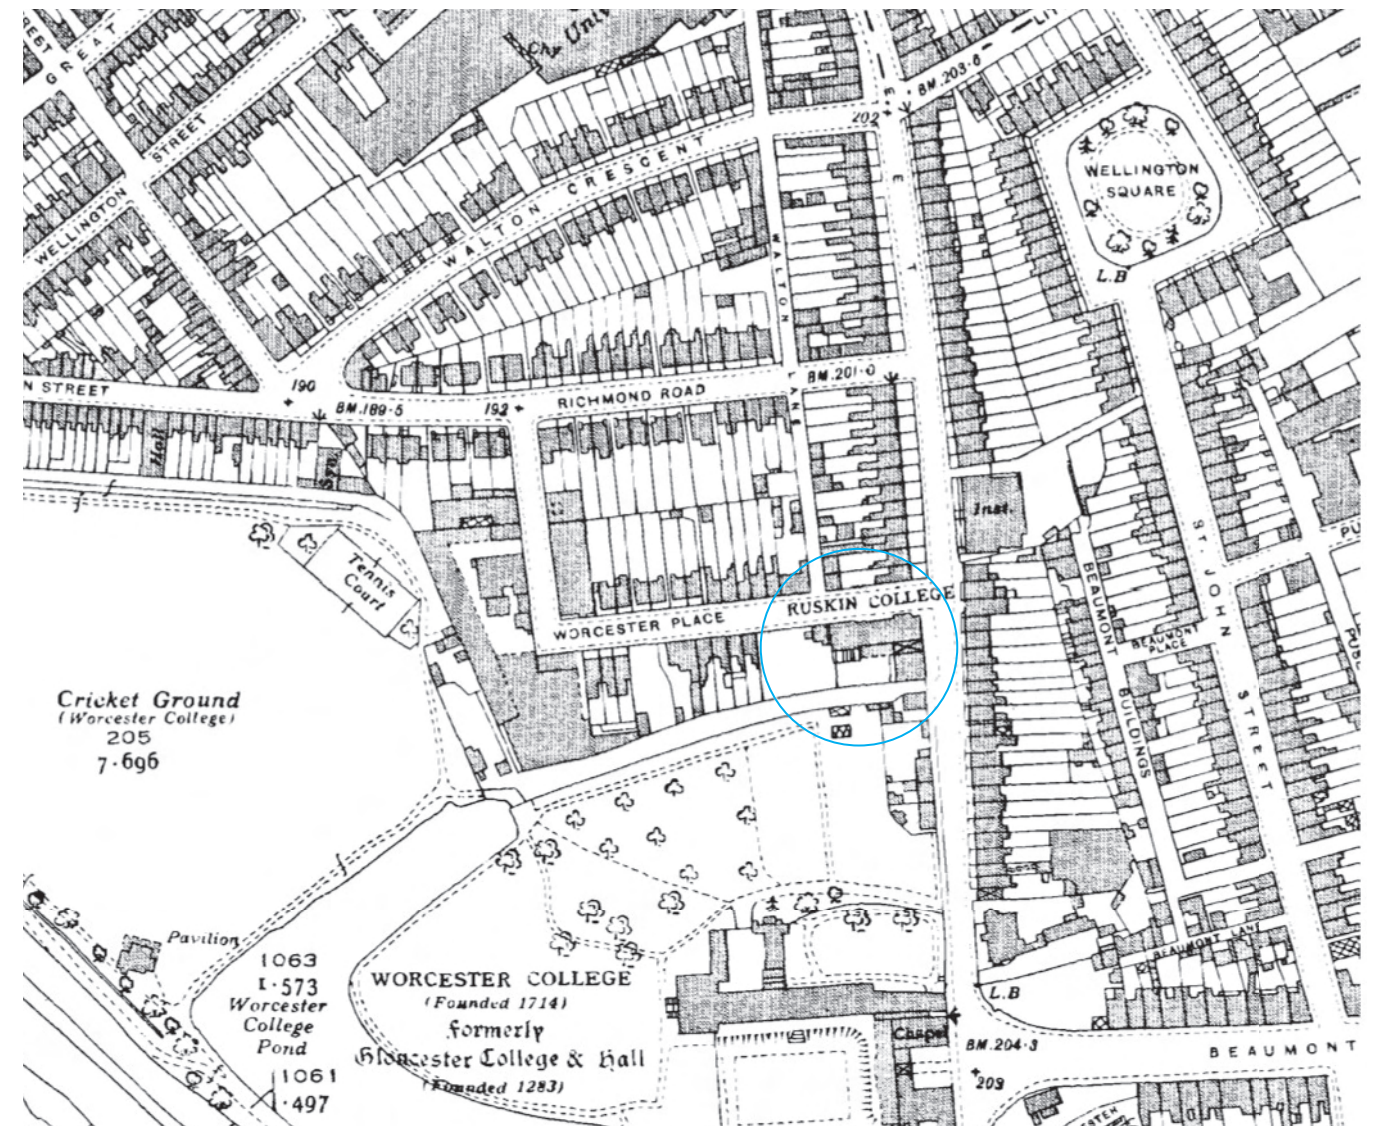 GREAT
Chy
BM.203·6
202
WELLINGTON
SQUARE
STREET
WELLINGTON
WALTON CRESCENT
WALTON
LANE
L.B
N STREET
190
BM.189·5
192
RICHMOND ROAD
BM.201·0
Hall
Inst.
Tennis
Court
BEAUMONT
BUILDINGS
ST. JOHN
STREET
RUSKIN COLLEGE
WORCESTER PLACE
BEAUMONT
PLACE
Cricket Ground
(Worcester College)
205
7·696
Pavilion
1063
1·573
Worcester
College
Pond
1061
·497
WORCESTER COLLEGE
(Founded 1714)
Formerly
Gloucester College & Hall
(Founded 1283)
BEAUMONT LANE
L.B
Chapel
BM.204·3
203
BEAUMONT